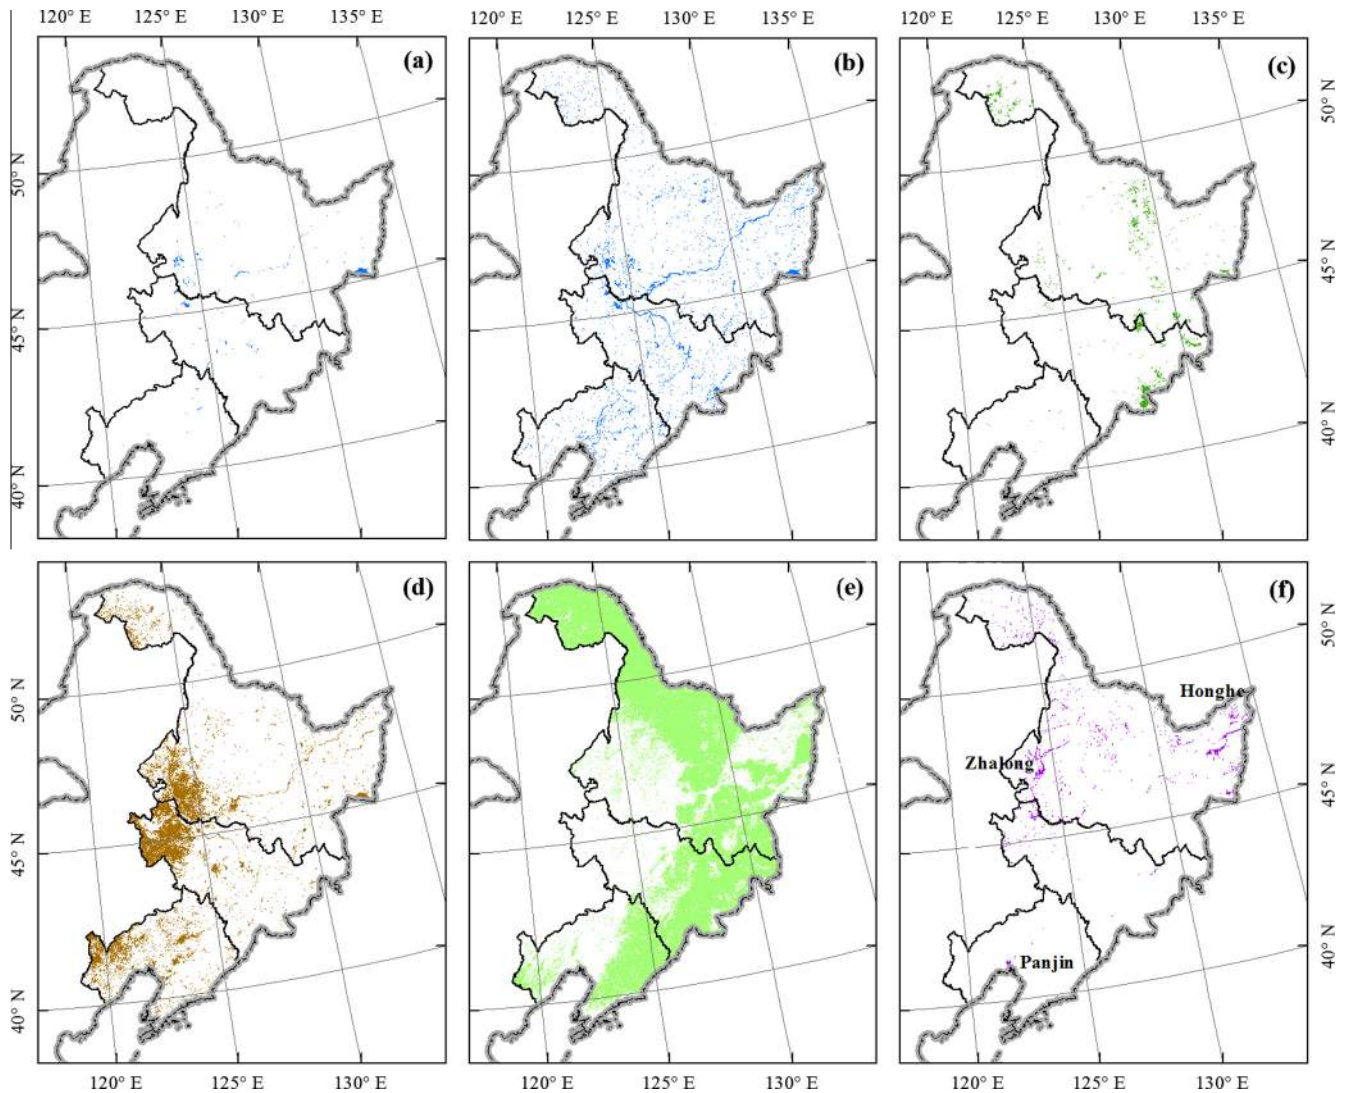 120° E 125° E 130° E 135° E 120° E 125° E 130° E 135° E 120° E 125° E 130° E 135° E
(a) (b) (c)
50° N 50° N
45° N 45° N
40° N 40° N
(d) (e) (f)
50° N 50° N
Honghe
Zhalong
45° N 45° N
Panjin
40° N 40° N
120° E 125° E 130° E 120° E 125° E 130° E 120° E 125° E 130° E